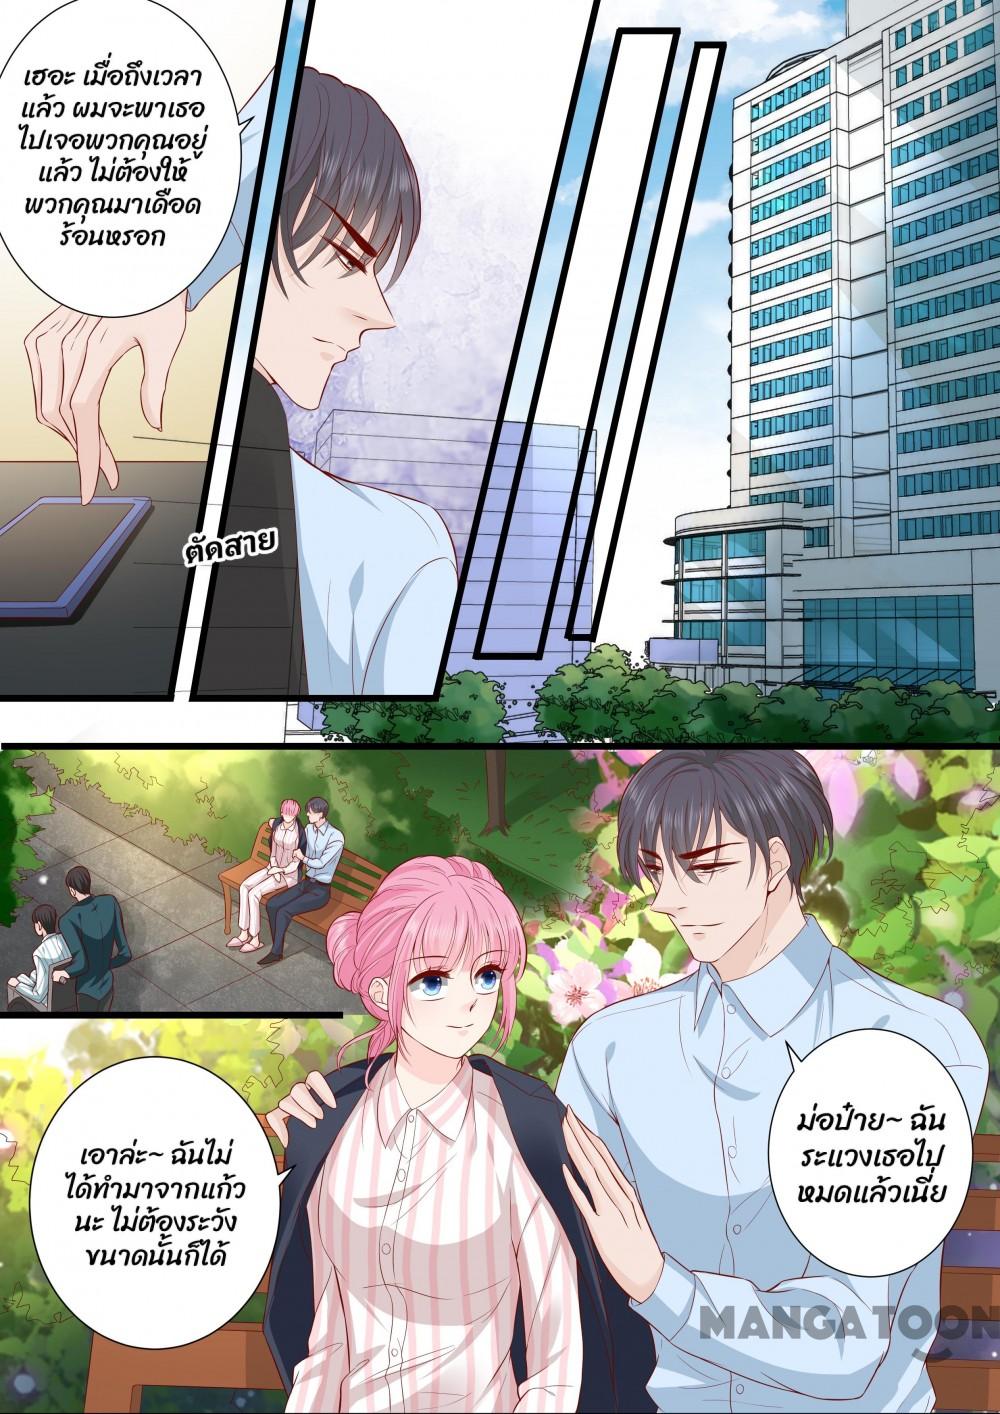 เฮอะ เมื่อถึงเวลา
แล้ว ผมจะพาเธอ
ไปเจอพวกคุณอยู่
แล้ว ไม่ต้องให้
พวกคุณมาเดือด
ร้อนหรอก
ตัดสาย
ม่อป๋าย~ ฉัน
ระแวงเธอไป
หมดแล้วเนี่ย
เอาล่ะ~ ฉันไม่
ได้ทำมาจากแก้ว
นะ ไม่ต้องระวัง
ขนาดนั้นก็ได้
MANGATOON